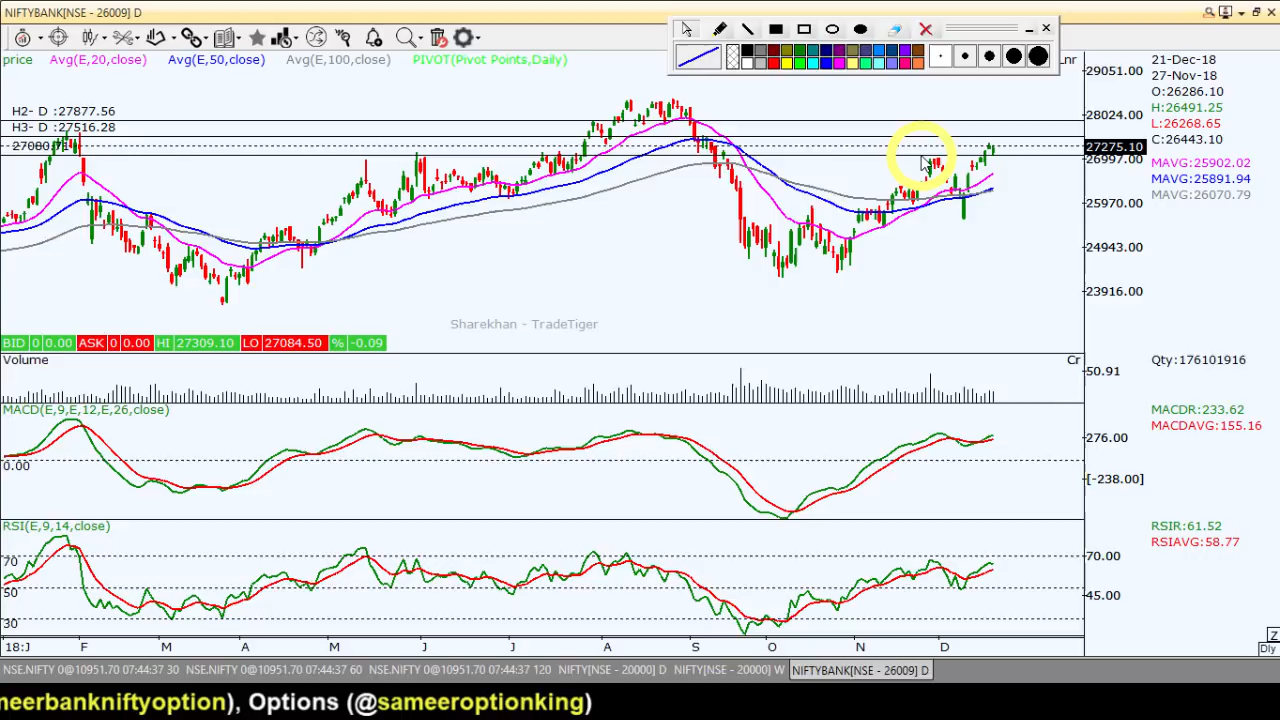 NIFTYBANK[NSE - 26009] D
price Avg(E,20,close) Avg(E,50,close) Avg(E,100,close) PIVOT(Pivot Points,Daily) Lnr
21-Dec-18
27-Nov-18
O:26286.10
H:26491.25
L:26268.65
C:26443.10
MAVG:25902.02
MAVG:25891.94
MAVG:26070.79
29051.00
28024.00
27275.10
26997.00
25970.00
24943.00
23916.00
H2- D :27877.56
H3- D :27516.28
Sharekhan - TradeTiger
BID 0 0.00 ASK 0 0.00 HI 27309.10 LO 27084.50 % -0.09
Volume Cr
50.91
Qty:176101916
MACD(E,9,E,12,E,26,close)
276.00
0.00
[-238.00]
MACDR:233.62
MACDAVG:155.16
RSI(E,9,14,close)
70
50
30
70.00
45.00
RSIR:61.52
RSIAVG:58.77
18:J F M A M J J A S O N D
Z
Dly
NSE.NIFTY 0@10951.70 07:44:37 30 NSE.NIFTY 0@10951.70 07:44:37 60 NSE.NIFTY 0@10951.70 07:44:37 120 NIFTY[NSE - 20000] D NIFTY[NSE - 20000] W NIFTYBANK[NSE - 26009] D
meerbankniftyoption), Options (@sameeroptionking)